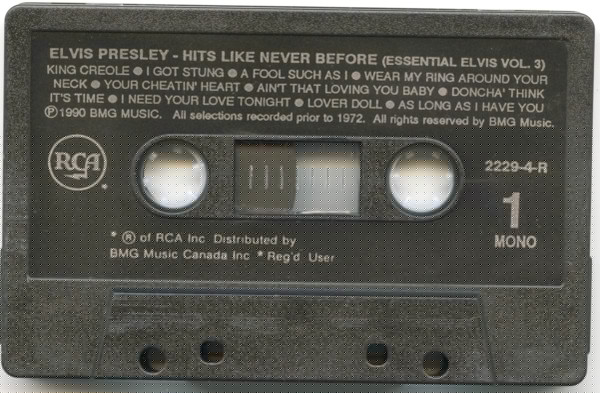 ELVIS PRESLEY - HITS LIKE NEVER BEFORE (ESSENTIAL ELVIS VOL. 3)
KING CREOLE ● I GOT STUNG ● A FOOL SUCH AS I ● WEAR MY RING AROUND YOUR
NECK ● YOUR CHEATIN' HEART ● AIN'T THAT LOVING YOU BABY ● DONCHA' THINK
IT'S TIME ● I NEED YOUR LOVE TONIGHT ● LOVER DOLL ● AS LONG AS I HAVE YOU
℗1990 BMG MUSIC. All selections recorded prior to 1972. All rights reserved by BMG Music.
RCA *
2229-4-R
1
MONO
* ® of RCA Inc Distributed by
BMG Music Canada Inc * Reg'd User